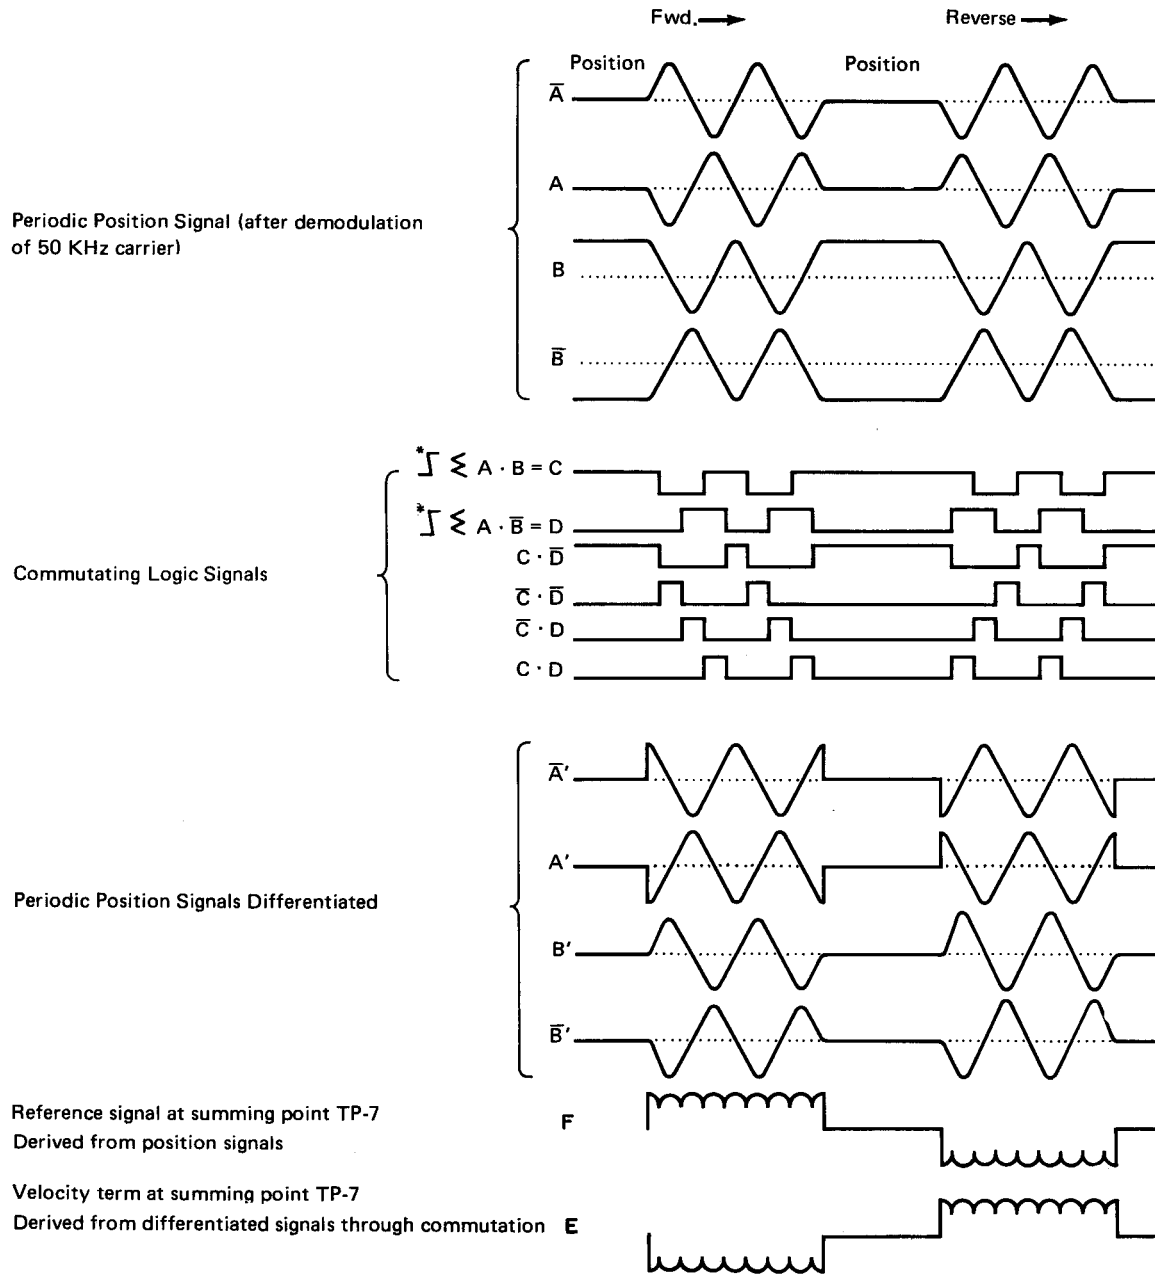 Fwd. Reverse
Position Position
A̅
A
Periodic Position Signal (after demodulation
of 50 KHz carrier)
B
B̅
* ∫ ≶ A · B = C
* ∫ ≶ A · B̅ = D
C · D̅
Commutating Logic Signals
C̅ · D̅
C̅ · D
C · D
A̅′
A′
Periodic Position Signals Differentiated
B′
B̅′
Reference signal at summing point TP-7
Derived from position signals
F
Velocity term at summing point TP-7
Derived from differentiated signals through commutation E